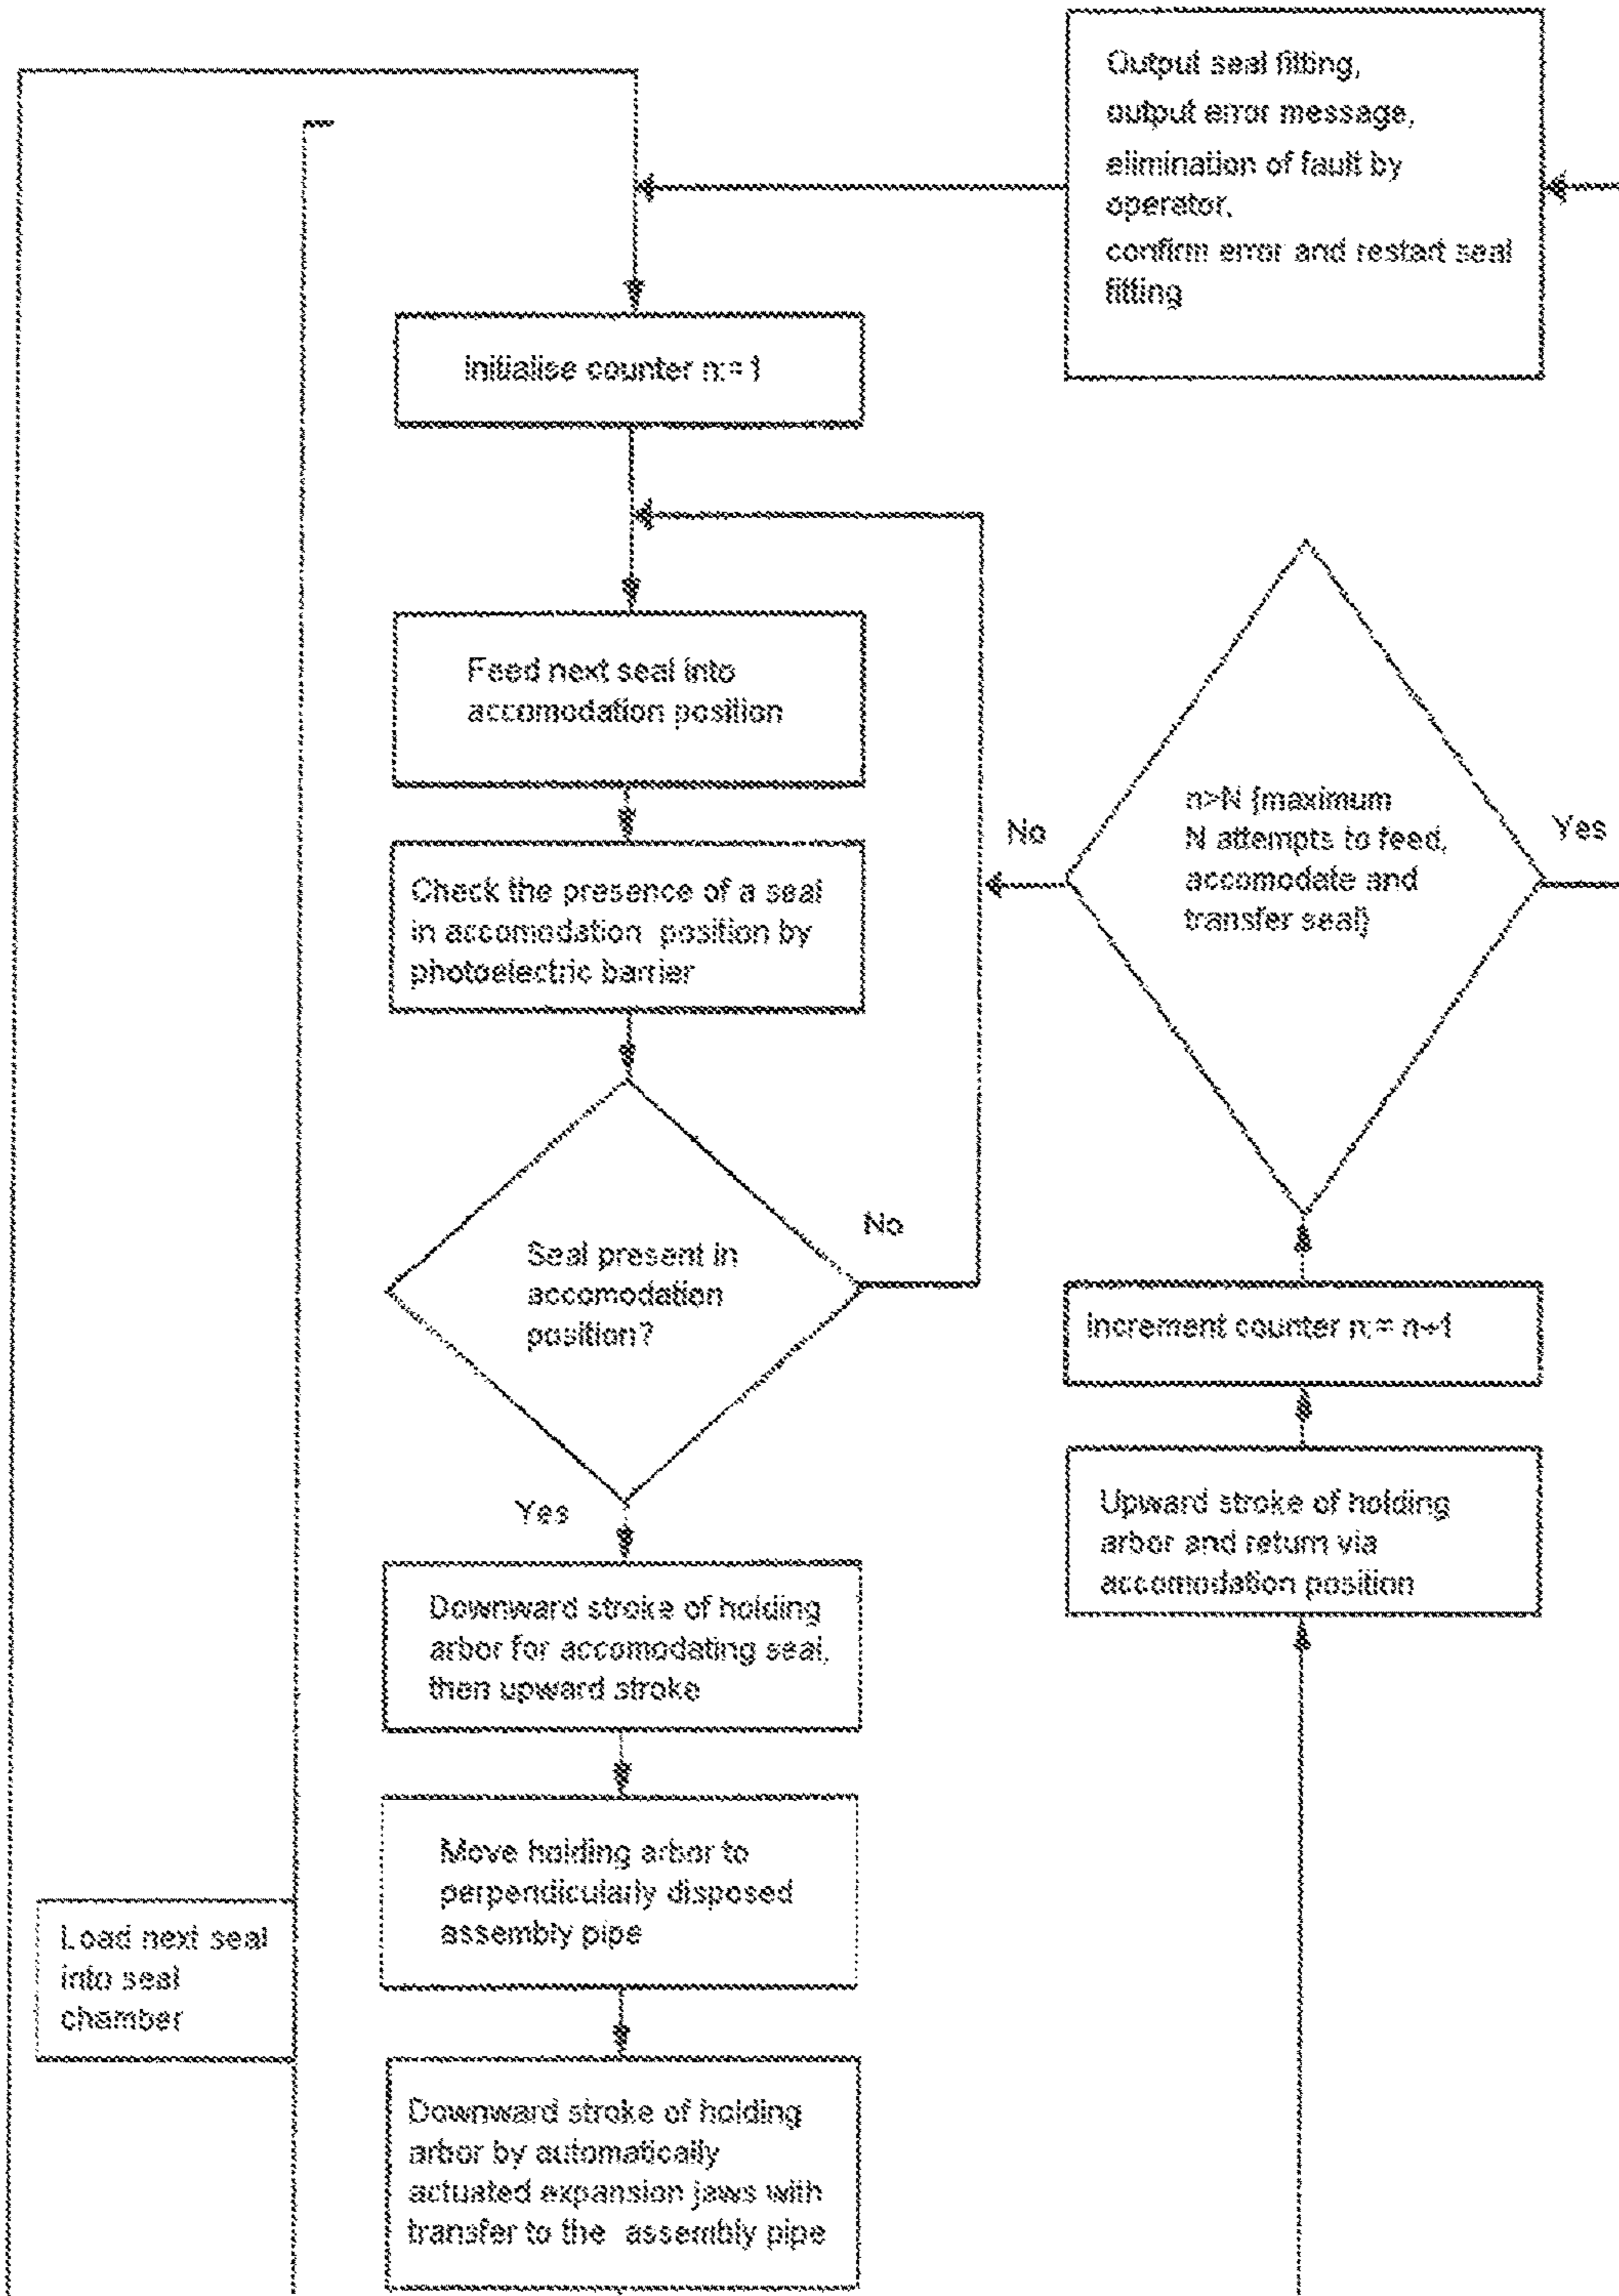 Output seal fitting,
output error message,
elimination of fault by
operator.
confirm error and restart seal
fitting
initialise counter n:= 1
Feed next seal into
accomodation position
Check the presence of a seal
in accomodation position by
photoelectric barrier
Seal present in
accomodation
position?
No
Yes
Downward stroke of holding
arbor for accomodating seal,
then upward stroke
Move holding arbor to
perpendicularly disposed
assembly pipe
Downward stroke of holding
arbor by automatically
actuated expansion jaws with
transfer to the assembly pipe
Load next seal
into seal
chamber
No
n>N {maximum
N attempts to feed,
accomodate and
transfer seal}
Yes
increment counter n:= n+1
Upward stroke of holding
arbor and return via
accomodation position